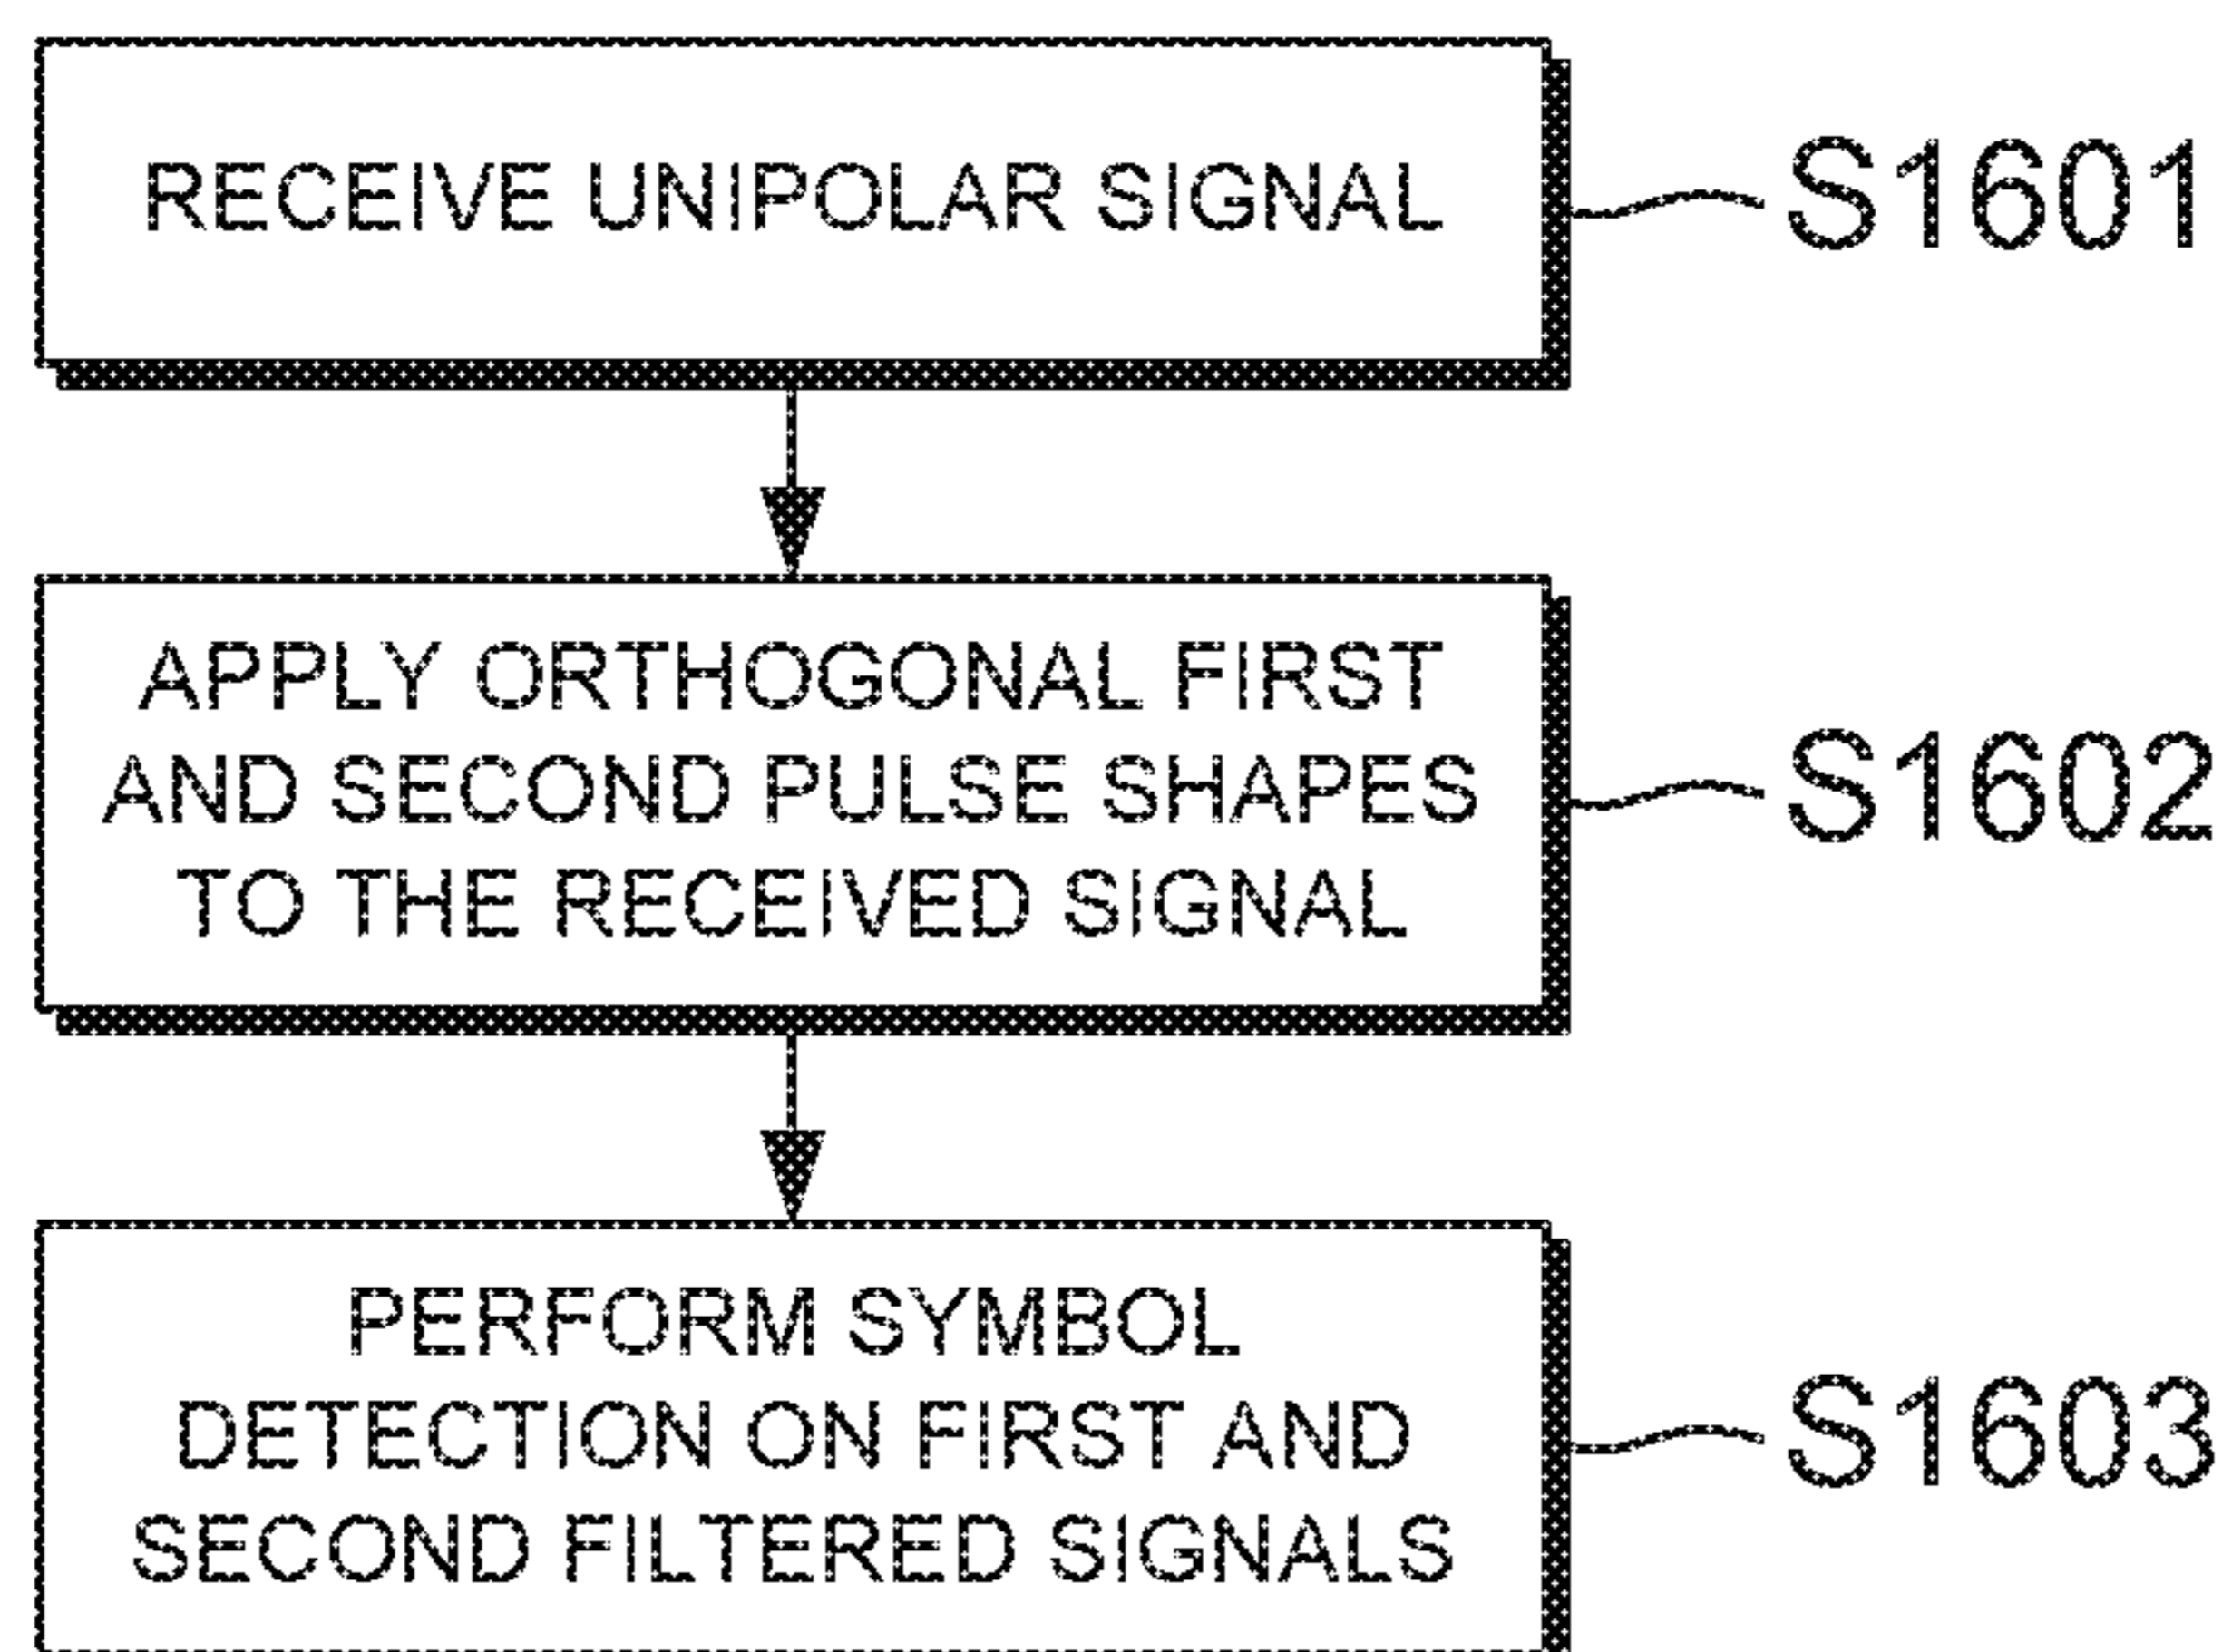 RECEIVE UNIPOLAR SIGNAL
S1601
APPLY ORTHOGONAL FIRST
AND SECOND PULSE SHAPES
TO THE RECEIVED SIGNAL
S1602
PERFORM SYMBOL
DETECTION ON FIRST AND
SECOND FILTERED SIGNALS
S1603